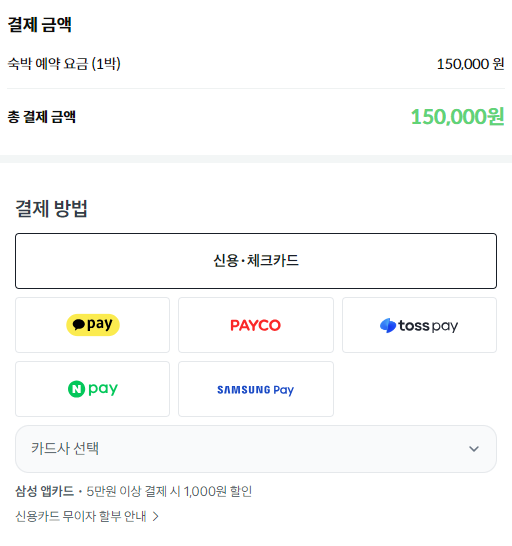 결제 금액
숙박 예약 요금 (1박) 150,000 원
총 결제 금액 150,000원
결제 방법
신용·체크카드
pay PAYCO toss pay
N pay SAMSUNG Pay
카드사 선택
삼성 앱카드 · 5만원 이상 결제 시 1,000원 할인
신용카드 무이자 할부 안내 >